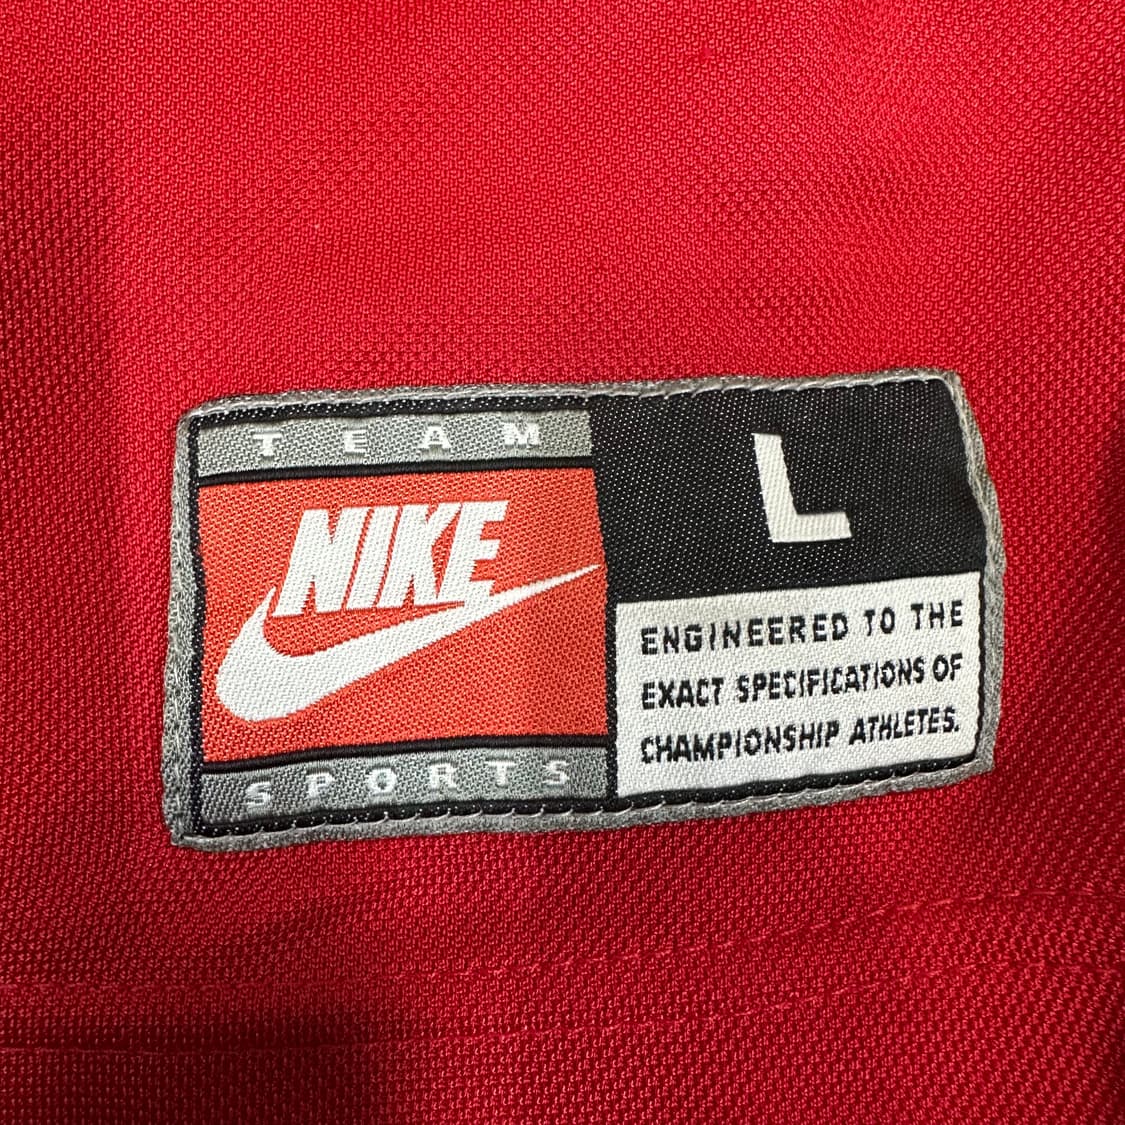 TEAM
NIKE
SPORTS
L
ENGINEERED TO THE
EXACT SPECIFICATIONS OF
CHAMPIONSHIP ATHLETES.